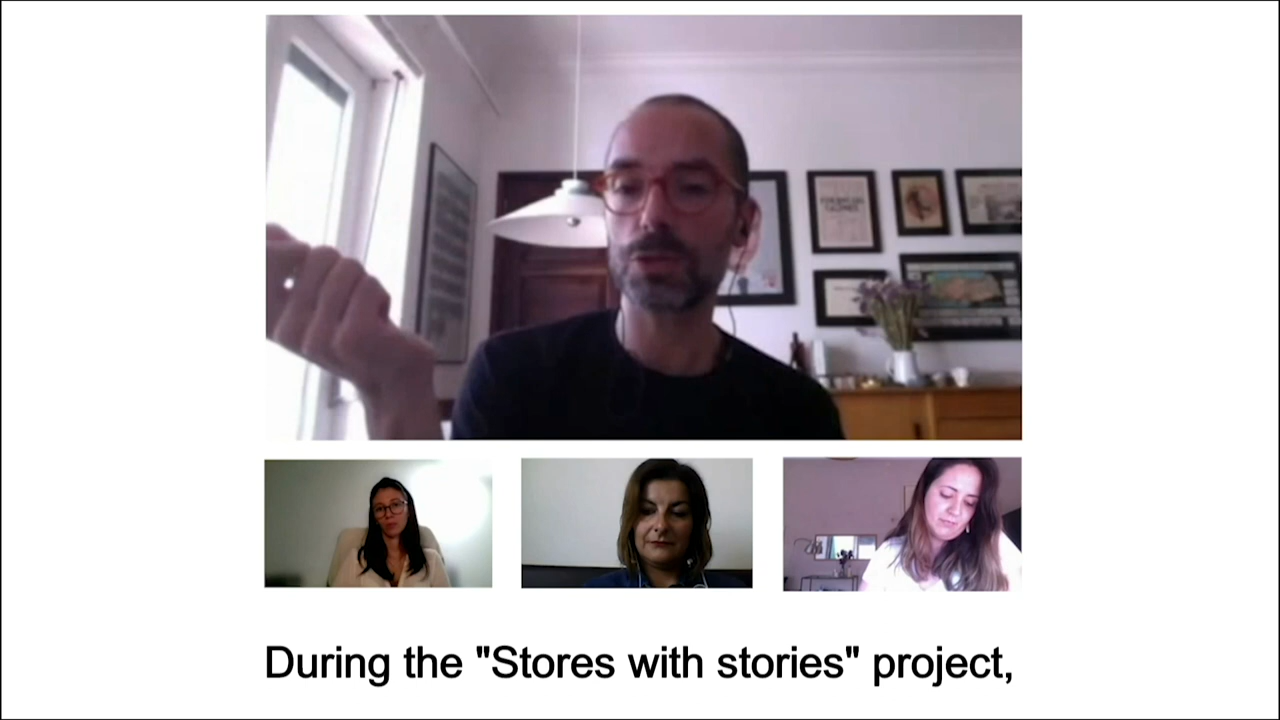 During the "Stores with stories" project,